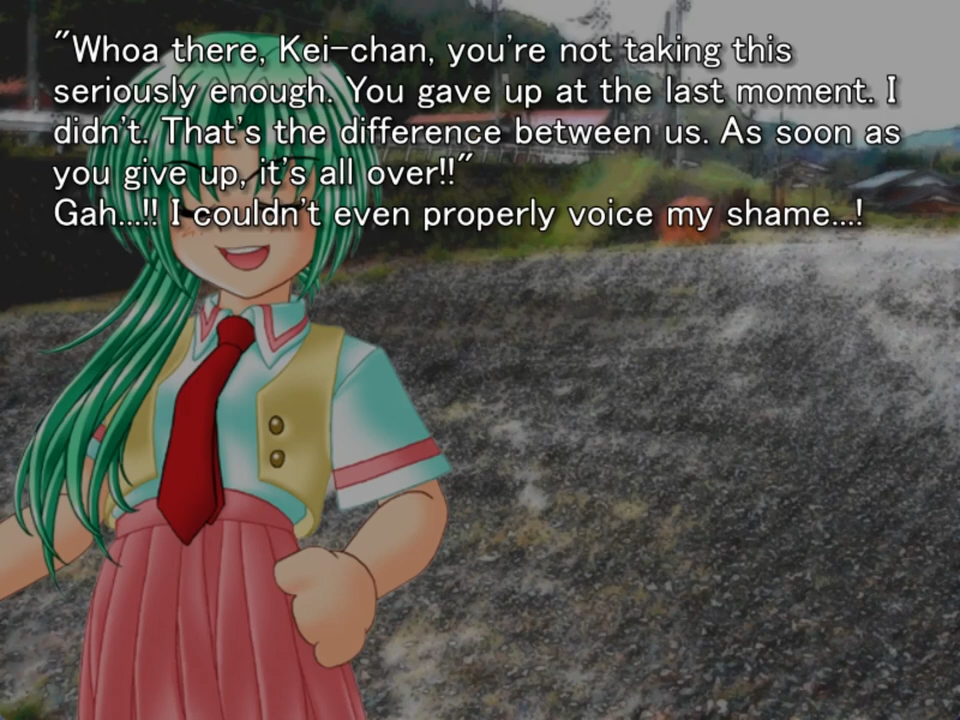 "Whoa there, Kei-chan, you're not taking this
seriously enough. You gave up at the last moment. I
didn't. That's the difference between us. As soon as
you give up, it's all over!!"
Gah...!! I couldn't even properly voice my shame...!